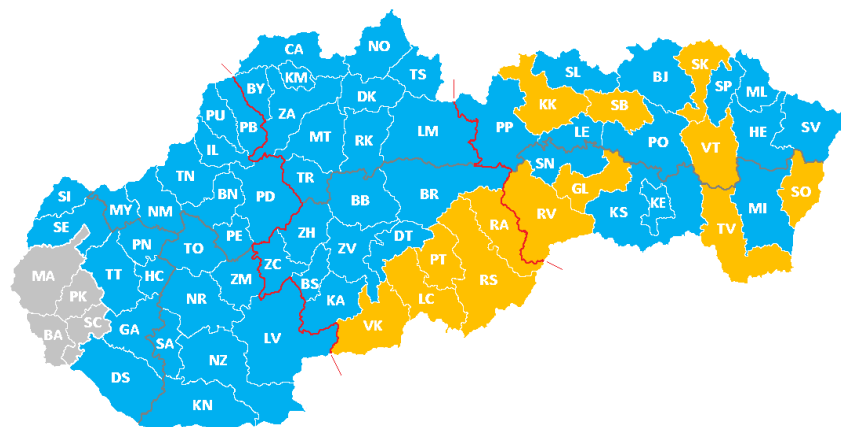 NO
CA
KM
TS
BY
DK
SK
SL
BJ
SP
ML
KK
SB
PU
PB
ZA
MT
RK
LM
PP
LE
PO
VT
HE
SV
IL
TN
TR
SN
GL
BN
PD
BB
BR
RV
KS
KE
TV
MI
SO
SI
SE
MY
NM
PE
ZH
ZV
DT
RA
PN
TO
ZC
PT
MA
TT
HC
ZM
BS
RS
PK
NR
KA
LC
SC
BA
GA
SA
LV
VK
NZ
DS
KN